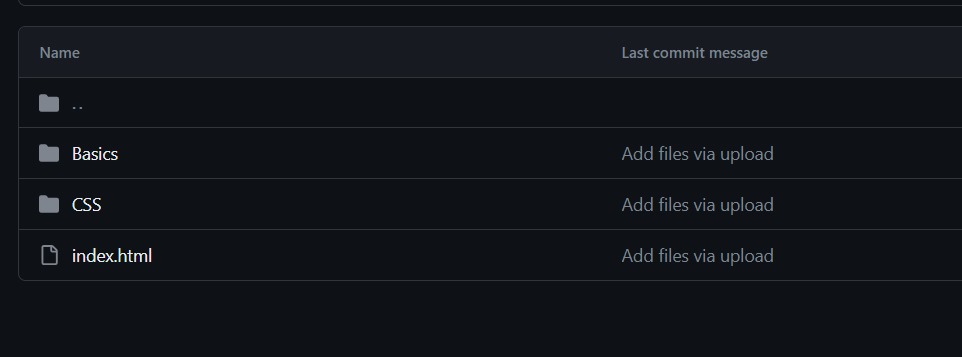 Name Last commit message
..
Basics Add files via upload
CSS Add files via upload
index.html Add files via upload